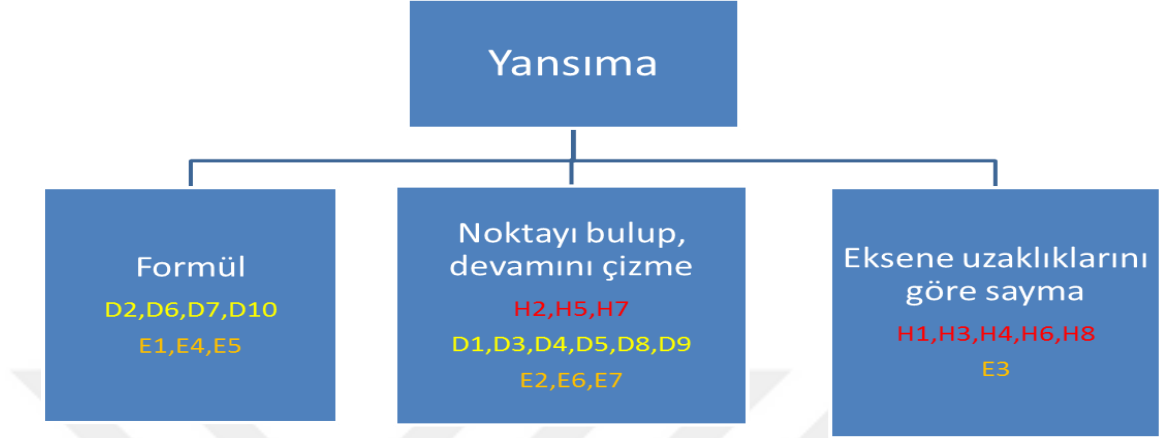 Yansıma
Formül
D2,D6,D7,D10
E1,E4,E5
Noktayı bulup,
devamını çizme
H2,H5,H7
D1,D3,D4,D5,D8,D9
E2,E6,E7
Eksene uzaklıklarını
göre sayma
H1,H3,H4,H6,H8
E3